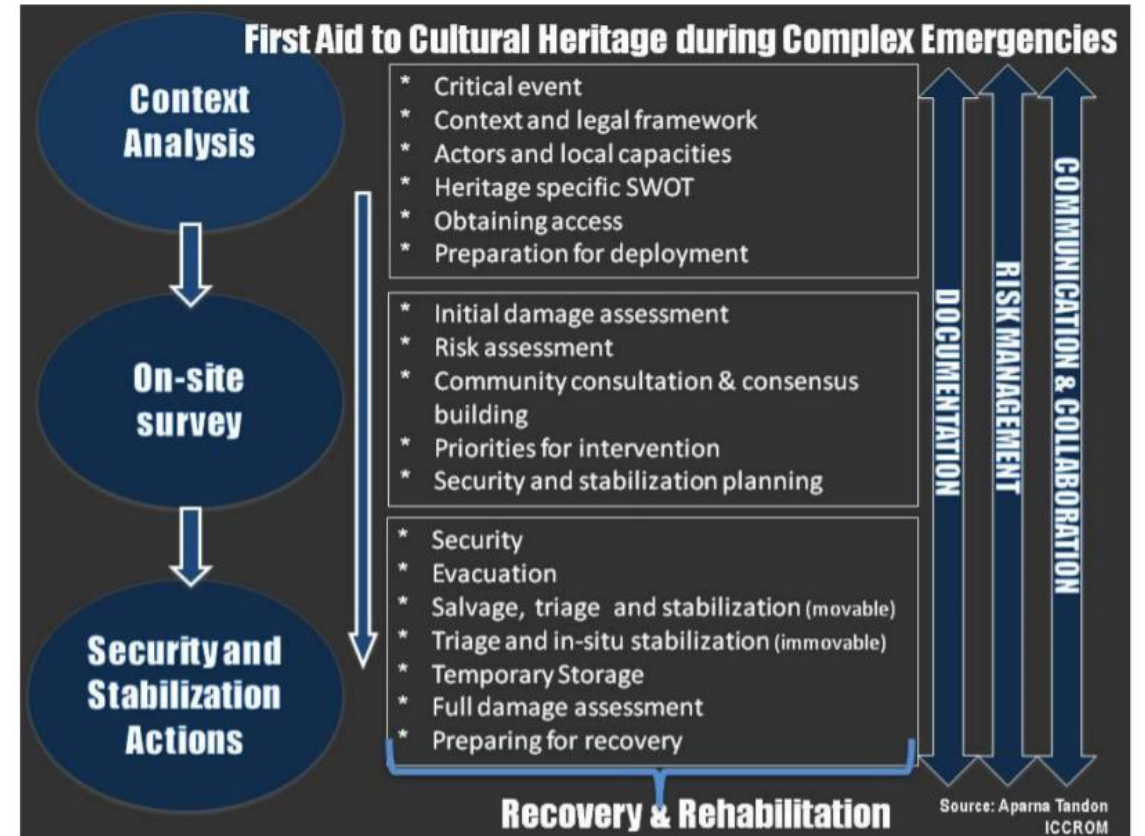 First Aid to Cultural Heritage during Complex Emergencies
Context
Analysis
* Critical event
* Context and legal framework
* Actors and local capacities
* Heritage specific SWOT
* Obtaining access
* Preparation for deployment
On-site
survey
* Initial damage assessment
* Risk assessment
* Community consultation & consensus
building
* Priorities for intervention
* Security and stabilization planning
Security and
Stabilization
Actions
* Security
* Evacuation
* Salvage, triage and stabilization (movable)
* Triage and in-situ stabilization (immovable)
* Temporary Storage
* Full damage assessment
* Preparing for recovery
DOCUMENTATION
RISK MANAGEMENT
COMMUNICATION & COLLABORATION
Recovery & Rehabilitation
Source: Aparna Tandon
ICCROM